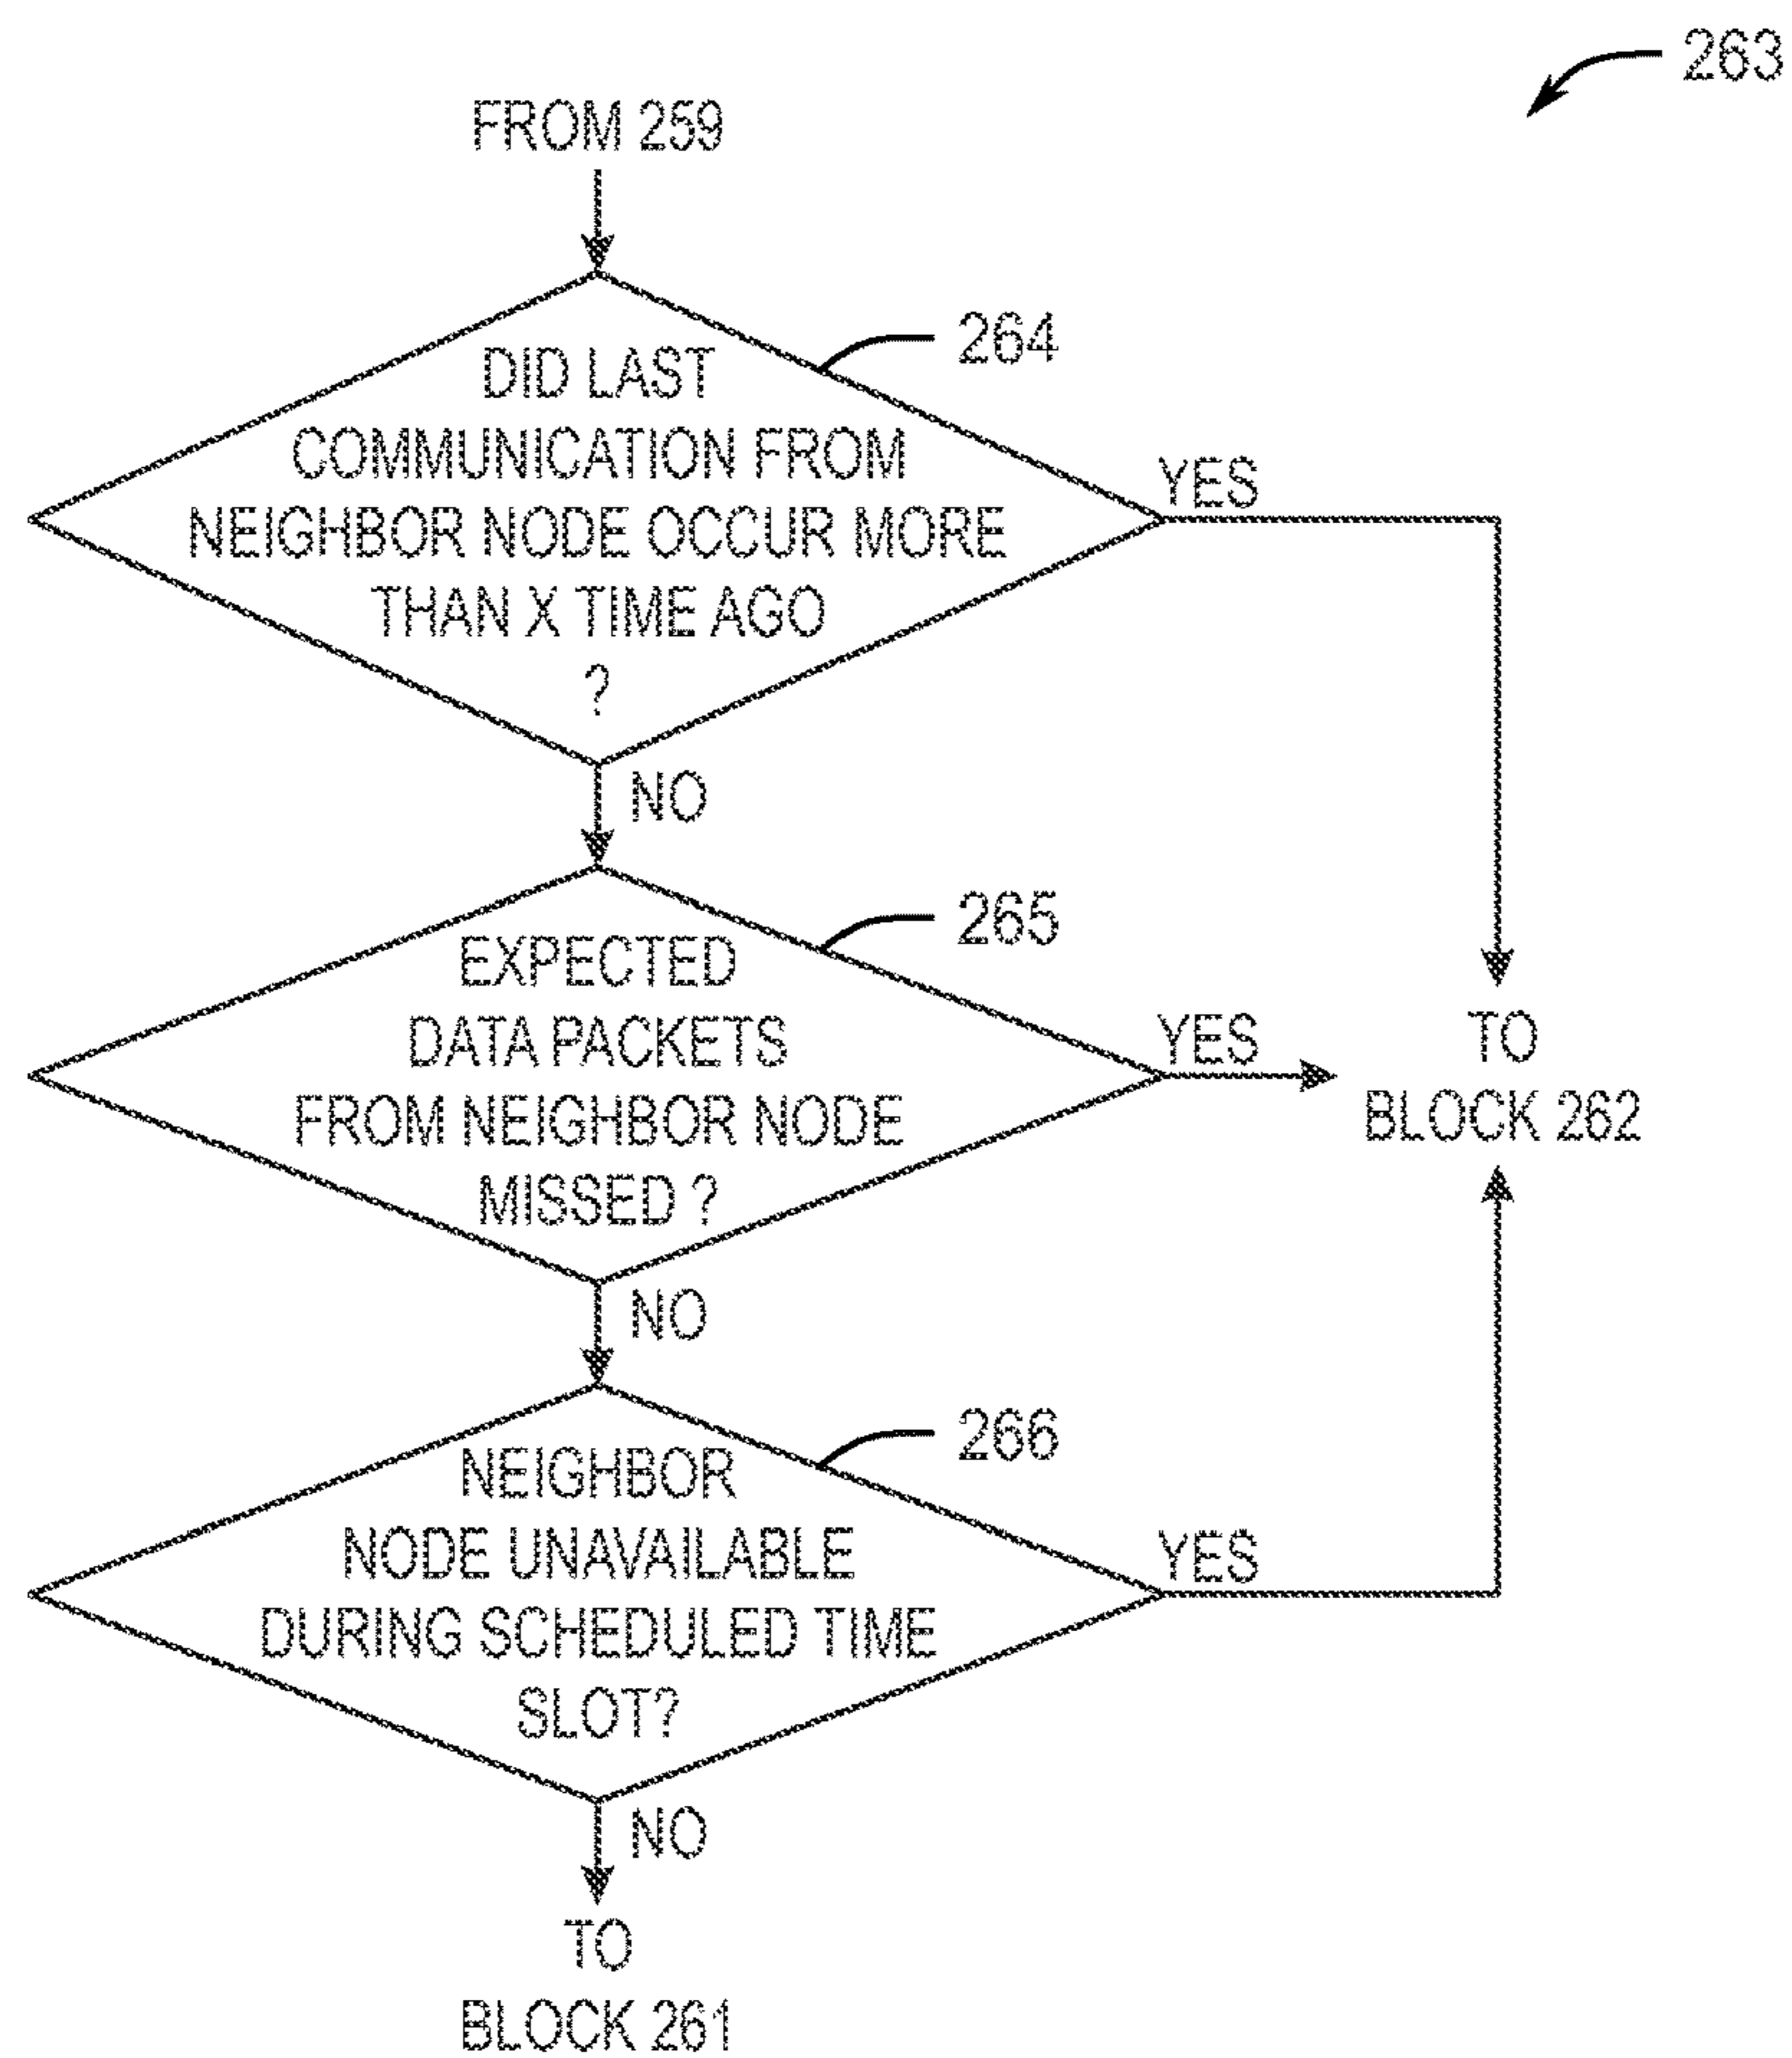 263
FROM 259
264
DID LAST
COMMUNICATION FROM
NEIGHBOR NODE OCCUR MORE
THAN X TIME AGO
?
YES
NO
265
EXPECTED
DATA PACKETS
FROM NEIGHBOR NODE
MISSED ?
YES
TO
BLOCK 262
NO
266
NEIGHBOR
NODE UNAVAILABLE
DURING SCHEDULED TIME
SLOT?
YES
NO
TO
BLOCK 261